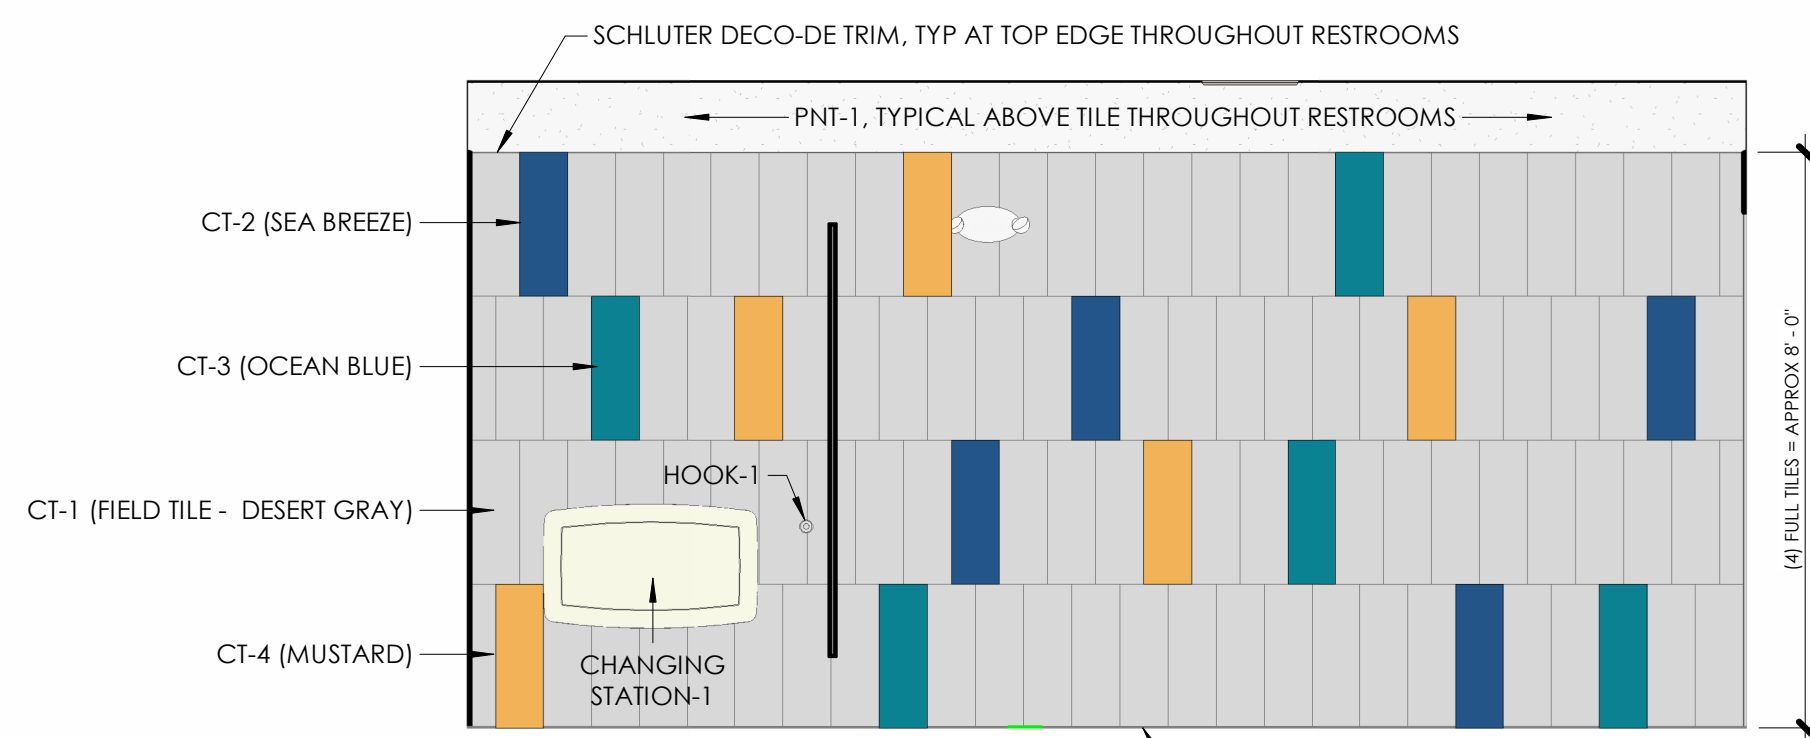 SCHLUTER DECO-DE TRIM, TYP AT TOP EDGE THROUGHOUT RESTROOMS
PNT-1, TYPICAL ABOVE TILE THROUGHOUT RESTROOMS
CT-2 (SEA BREEZE)
CT-3 (OCEAN BLUE)
HOOK-1
CT-1 (FIELD TILE - DESERT GRAY)
CT-4 (MUSTARD)
CHANGING
STATION-1
(4) FULL TILES = APPROX 8' - 0"